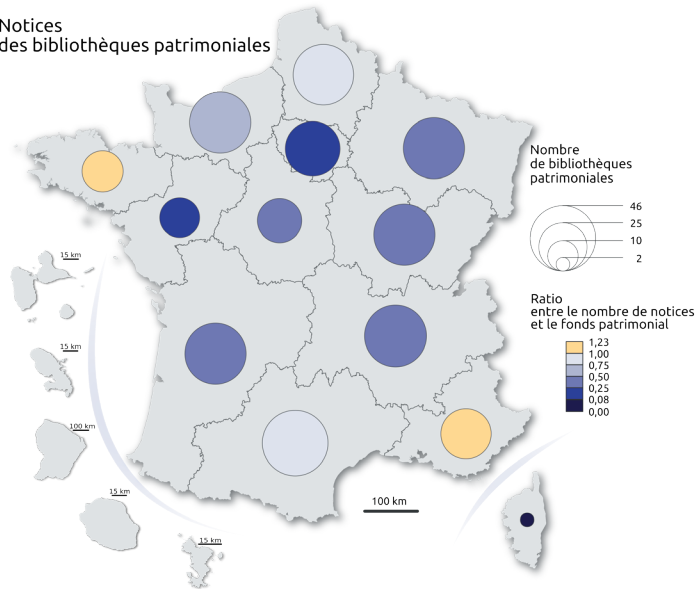 Notices
des bibliothèques patrimoniales
Nombre
de bibliothèques
patrimoniales
46
25
10
2
Ratio
entre le nombre de notices
et le fonds patrimonial
1,23
1,00
0,75
0,50
0,25
0,08
0,00
15 km
15 km
100 km
15 km
15 km
100 km